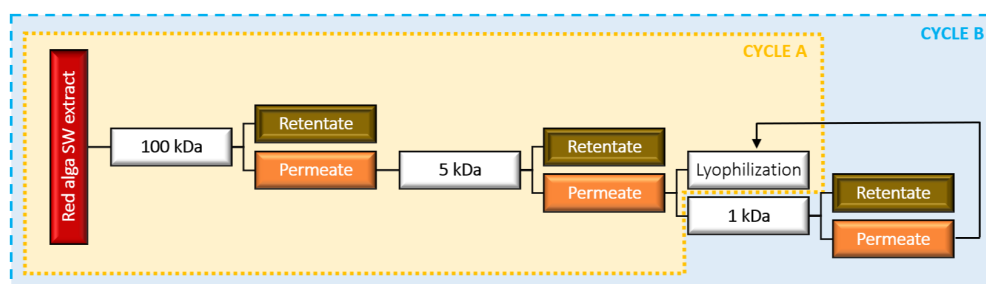 CYCLE B
CYCLE A
Red alga SW extract
100 kDa
Retentate
Permeate
5 kDa
Retentate
Permeate
Lyophilization
1 kDa
Retentate
Permeate